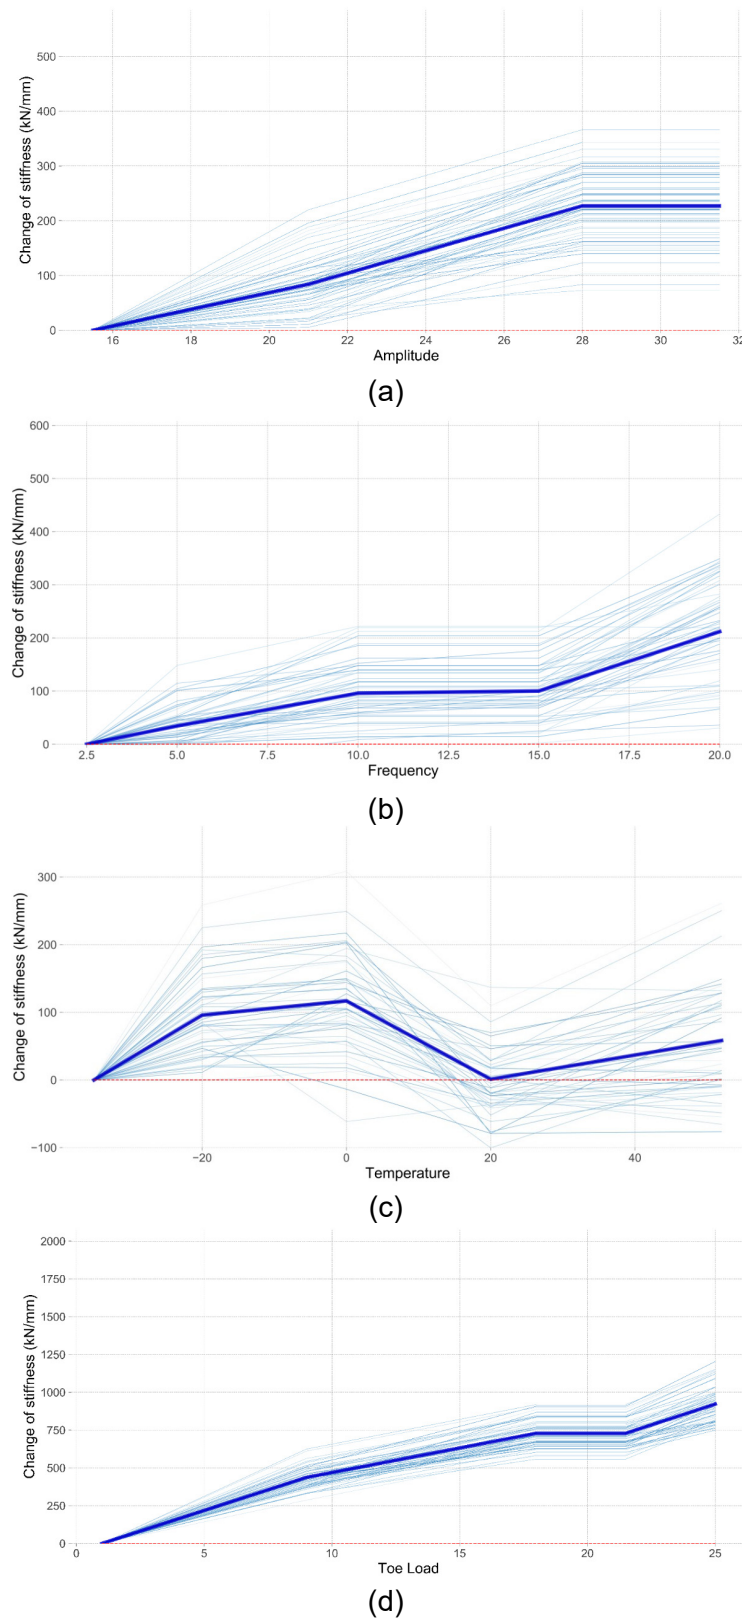 Change of stiffness (kN/mm)
500
400
300
200
100
0
16 18 20 22 24 26 28 30 32
Amplitude
(a)
Change of stiffness (kN/mm)
600
500
400
300
200
100
0
2.5 5.0 7.5 10.0 12.5 15.0 17.5 20.0
Frequency
(b)
Change of stiffness (kN/mm)
300
200
100
0
−100
−20 0 20 40
Temperature
(c)
Change of stiffness (kN/mm)
2000
1750
1500
1250
1000
750
500
250
0
0 5 10 15 20 25
Toe Load
(d)